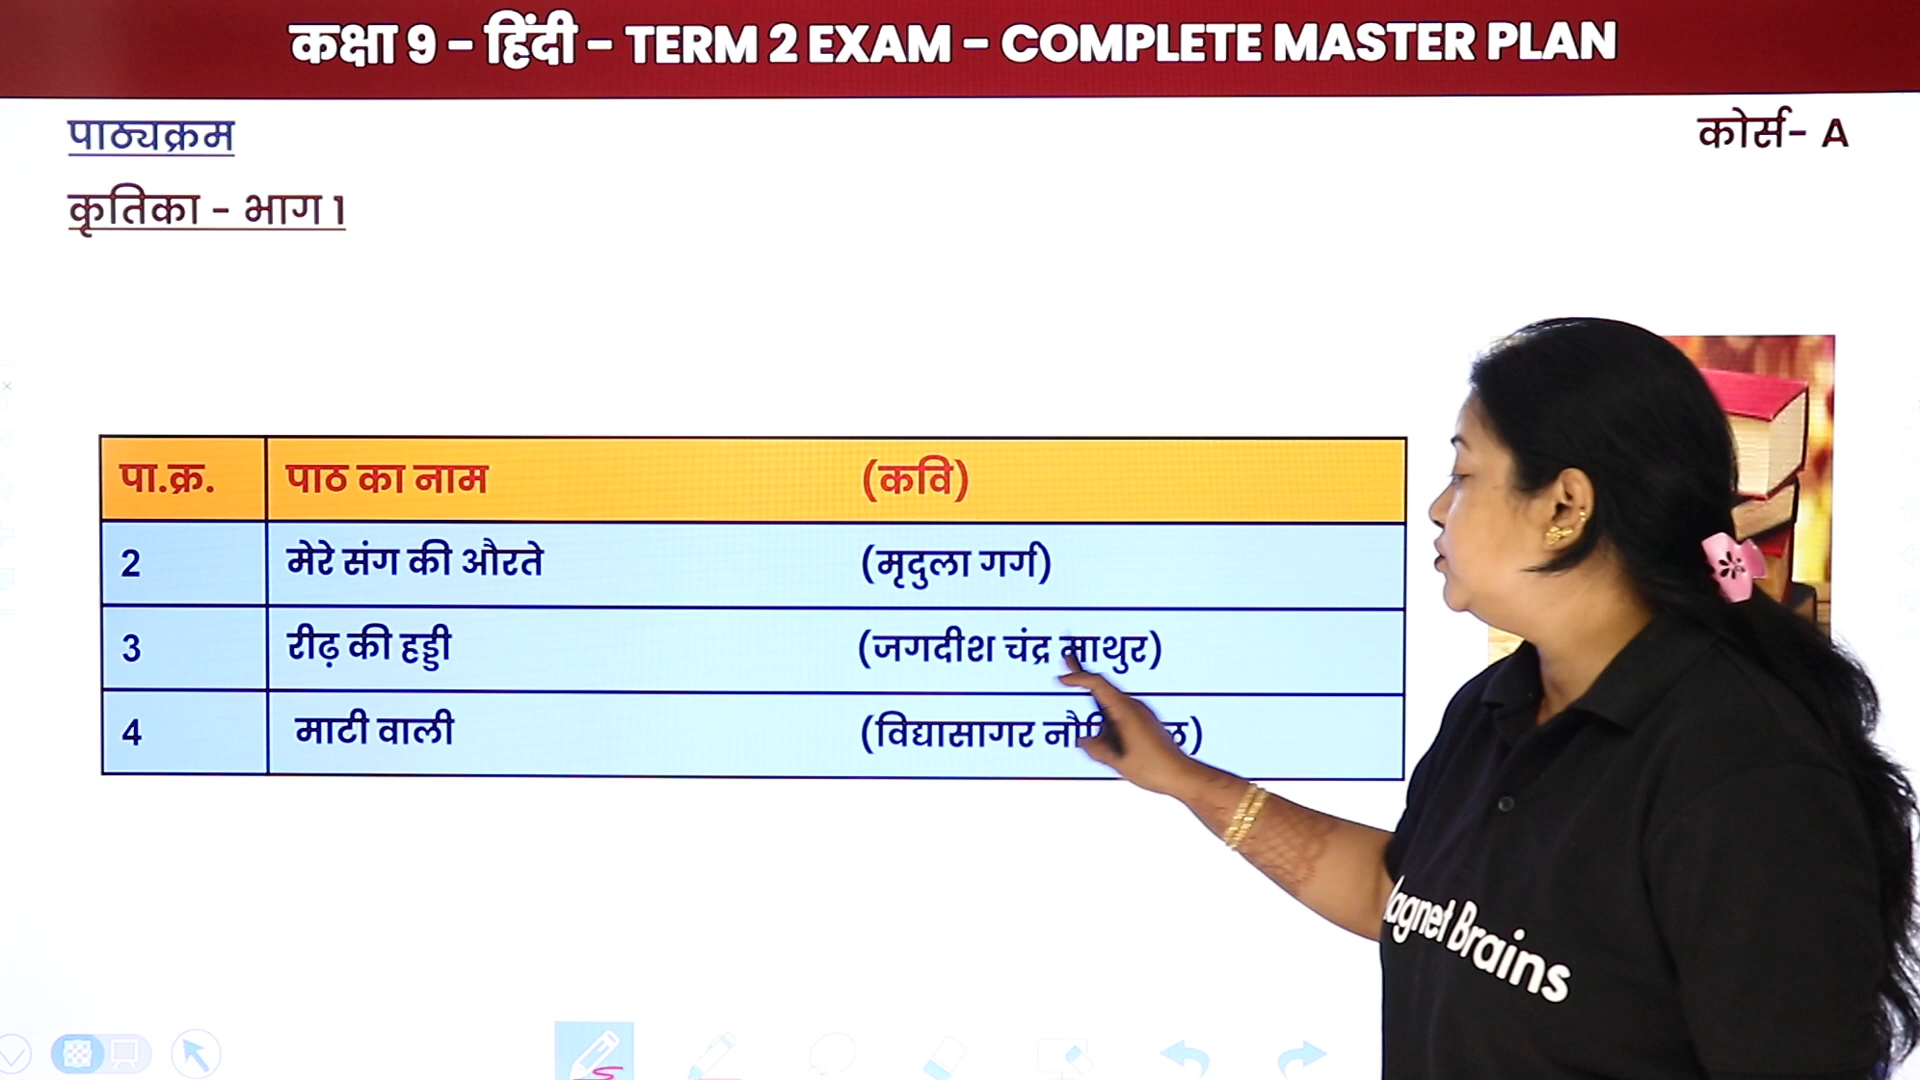 कक्षा 9 - हिंदी - TERM 2 EXAM - COMPLETE MASTER PLAN
पाठ्यक्रम
कोर्स- A
कृतिका - भाग 1
पा.क्र. पाठ का नाम (कवि)
2 मेरे संग की औरते (मृदुला गर्ग)
3 रीढ़ की हड्डी (जगदीश चंद्र माथुर)
4 माटी वाली (विद्यासागर
Brains